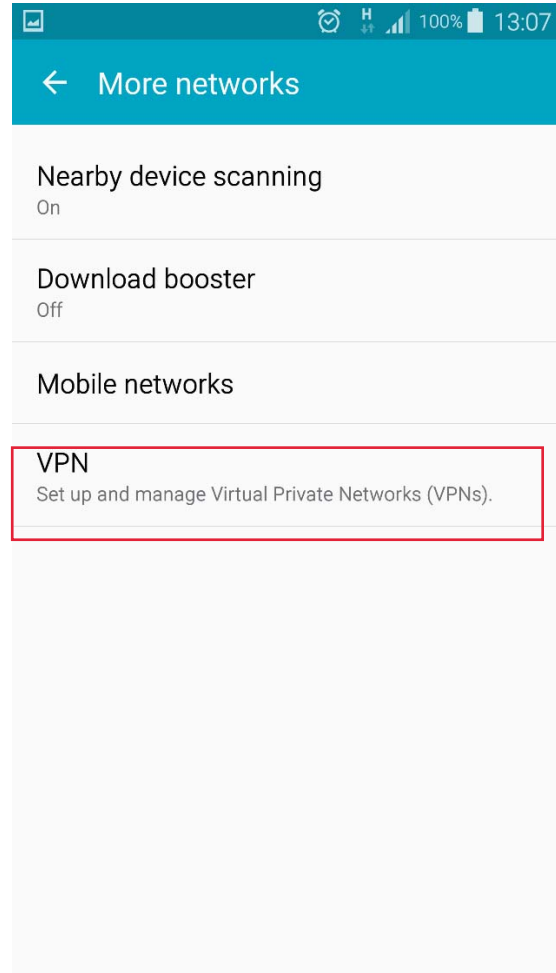 H 100% 13:07
More networks
Nearby device scanning
On
Download booster
Off
Mobile networks
VPN
Set up and manage Virtual Private Networks (VPNs).